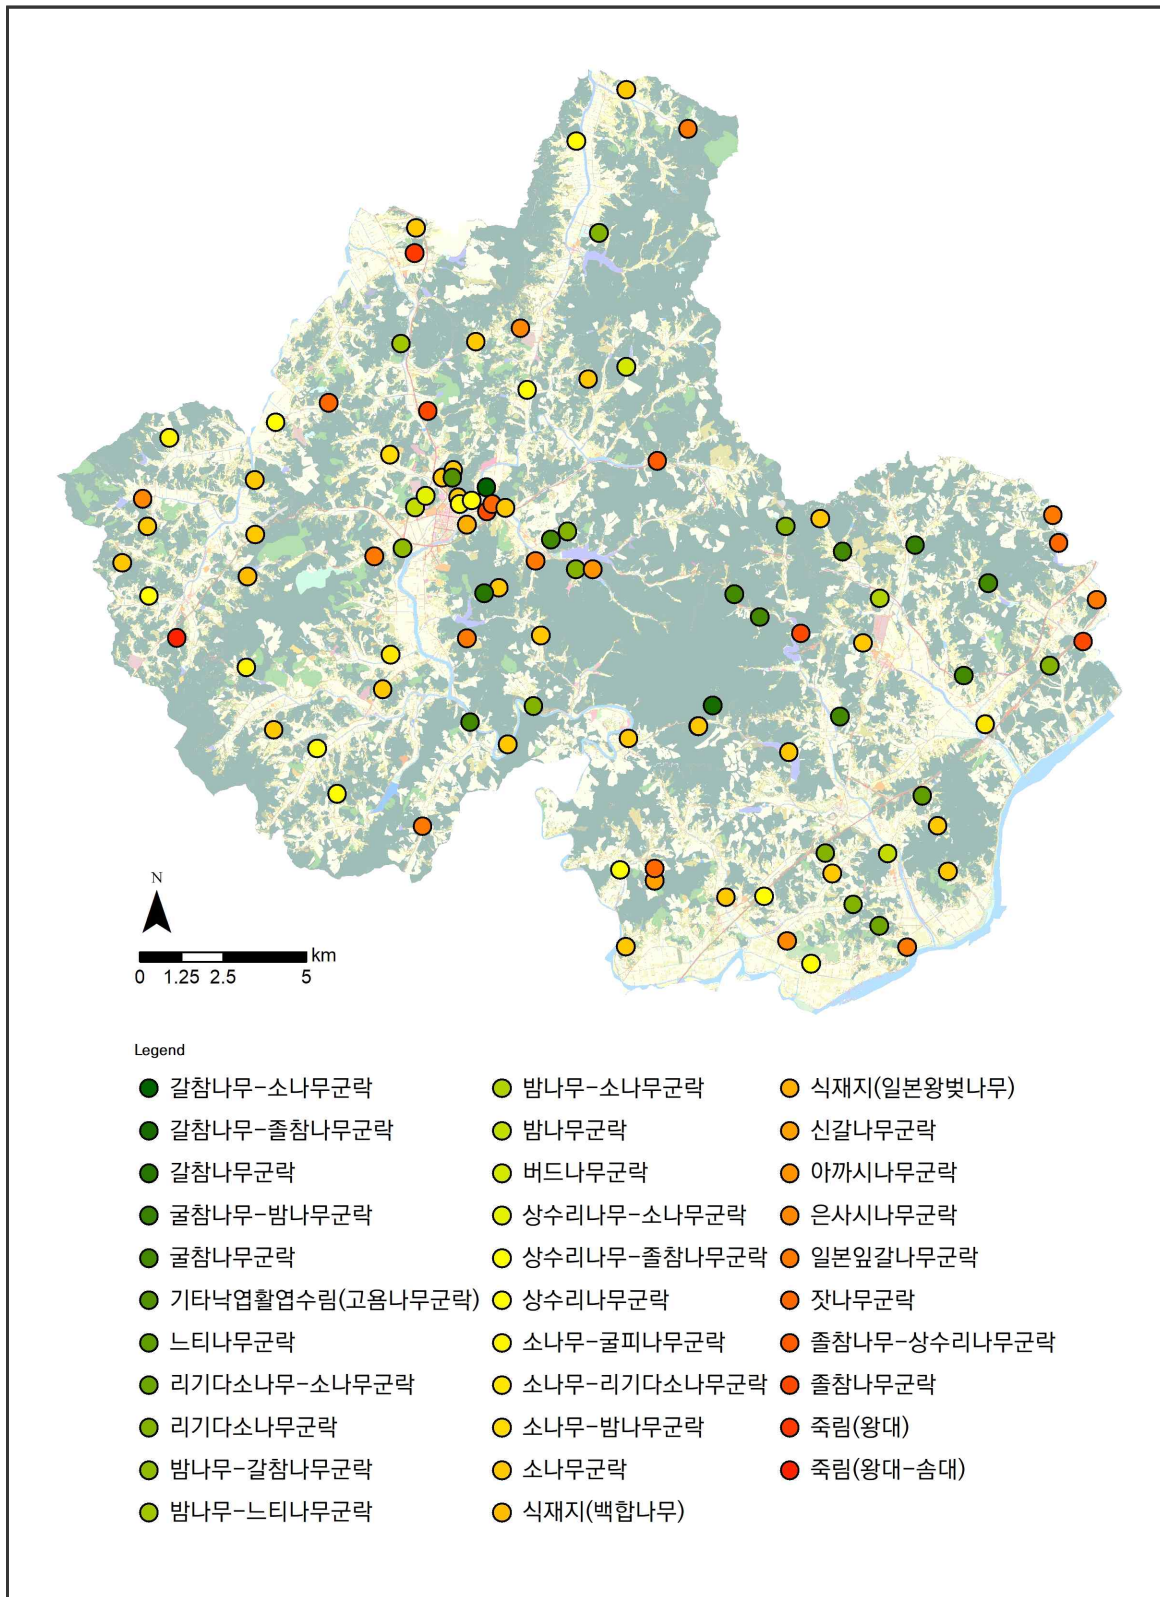 N
km
0 1.25 2.5 5
Legend
갈참나무-소나무군락
갈참나무-졸참나무군락
갈참나무군락
굴참나무-밤나무군락
굴참나무군락
기타낙엽활엽수림(고욤나무군락)
느티나무군락
리기다소나무-소나무군락
리기다소나무군락
밤나무-갈참나무군락
밤나무-느티나무군락
밤나무-소나무군락
밤나무군락
버드나무군락
상수리나무-소나무군락
상수리나무-졸참나무군락
상수리나무군락
소나무-굴피나무군락
소나무-리기다소나무군락
소나무-밤나무군락
소나무군락
식재지(백합나무)
식재지(일본왕벚나무)
신갈나무군락
아까시나무군락
은사시나무군락
일본잎갈나무군락
잣나무군락
졸참나무-상수리나무군락
졸참나무군락
죽림(왕대)
죽림(왕대-솜대)